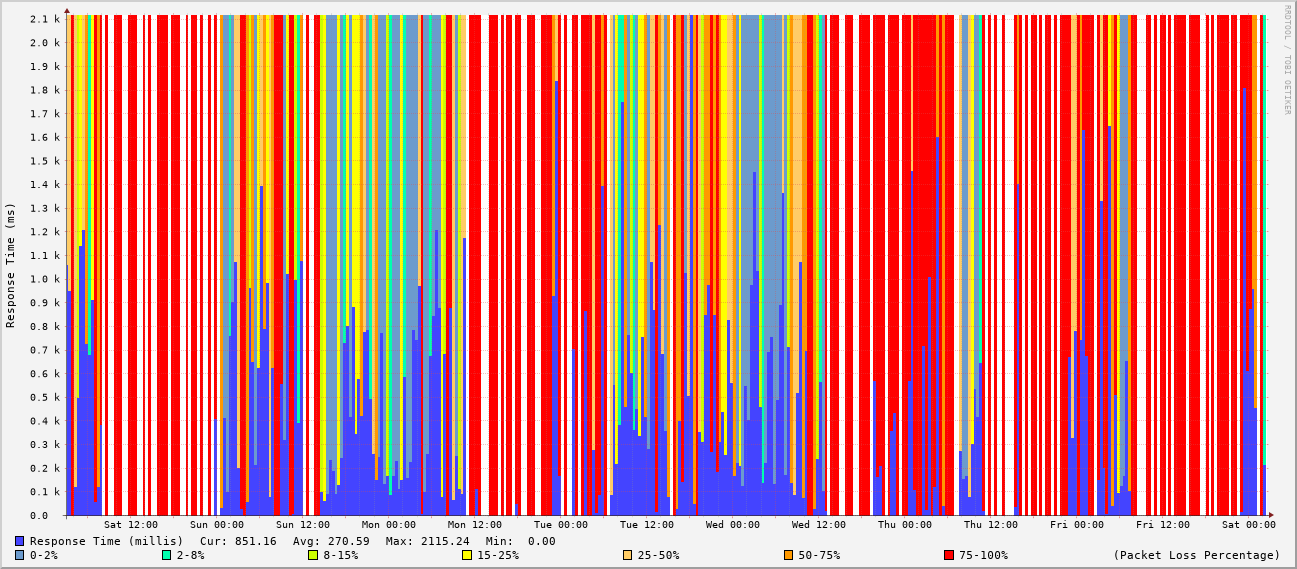 2.1 k
2.0 k
1.9 k
1.8 k
1.7 k
1.6 k
1.5 k
1.4 k
1.3 k
1.2 k
1.1 k
1.0 k
0.9 k
0.8 k
0.7 k
0.6 k
0.5 k
0.4 k
0.3 k
0.2 k
0.1 k
0.0
Response Time (ms)
RRDTOOL / TOBI OETIKER
Sat 12:00 Sun 00:00 Sun 12:00 Mon 00:00 Mon 12:00 Tue 00:00 Tue 12:00 Wed 00:00 Wed 12:00 Thu 00:00 Thu 12:00 Fri 00:00 Fri 12:00 Sat 00:00
Response Time (millis) Cur: 851.16 Avg: 270.59 Max: 2115.24 Min: 0.00
0-2% 2-8% 8-15% 15-25% 25-50% 50-75% 75-100% (Packet Loss Percentage)